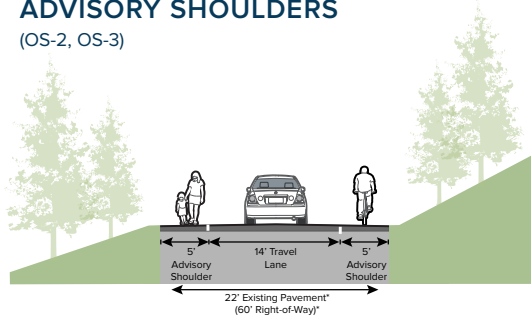 ADVISORY SHOULDERS
(OS-2, OS-3)
5'
Advisory
Shoulder
14' Travel
Lane
5'
Advisory
Shoulder
22' Existing Pavement*
(60' Right-of-Way)*